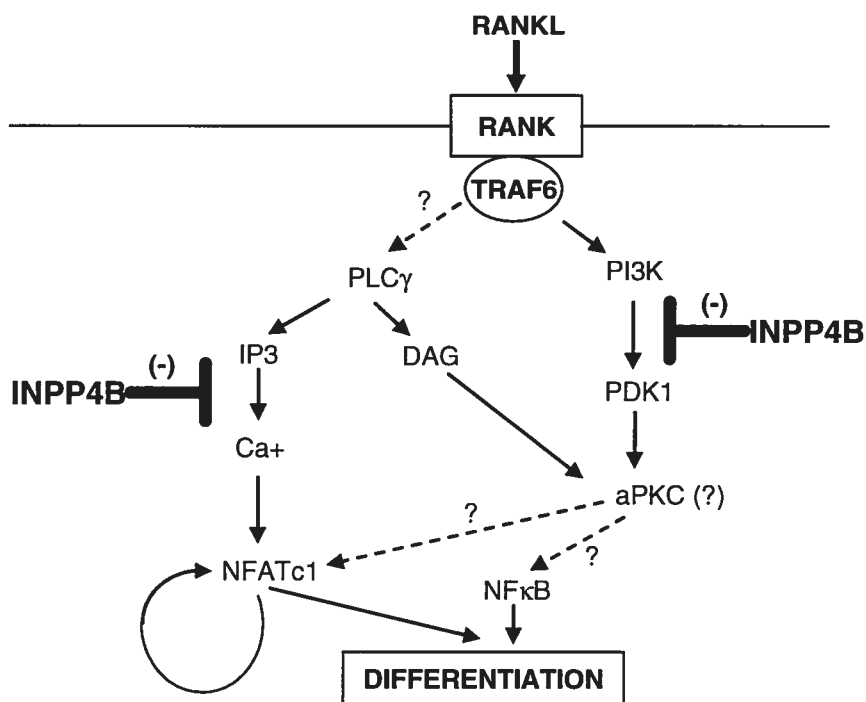 RANKL
RANK
TRAF6
?
PLCγ
PI3K
(-)
INPP4B
IP3
DAG
(-)
INPP4B
PDK1
Ca+
aPKC (?)
?
?
NFATc1
NFκB
DIFFERENTIATION